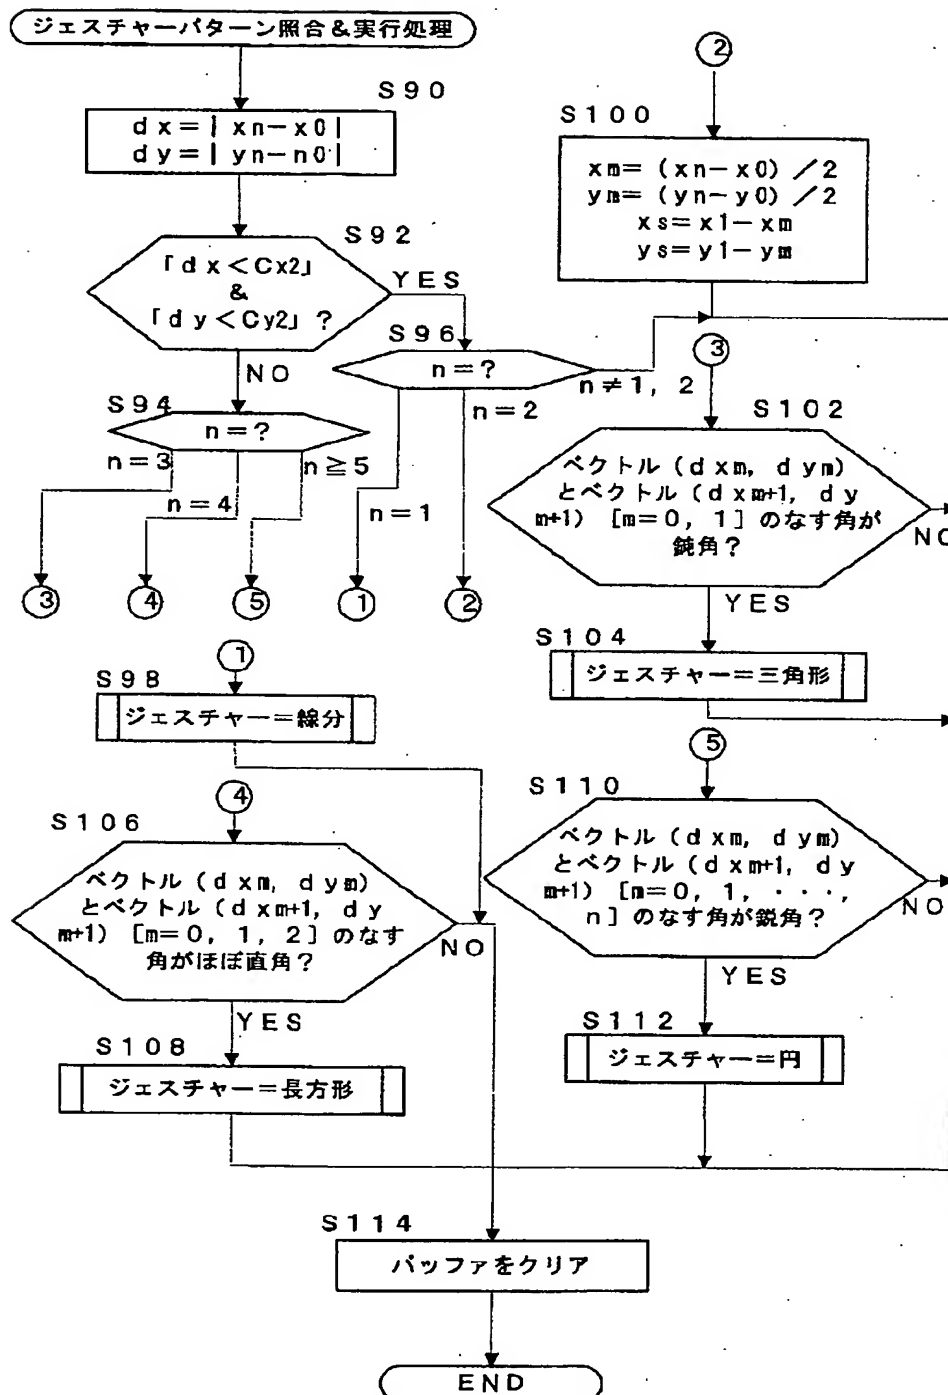 ジェスチャーパターン照合&実行処理
S90
dx=|xn-x0|
dy=|yn-n0|
S92
「dx<Cx2」
&
「dy<Cy2」?
YES
NO
S94
n=?
n=3
n=4
n≧5
S96
n=?
n≠1, 2
n=2
n=1
③
④
⑤
①
②
①
S98
ジェスチャー=線分
④
S106
ベクトル(dxm, dym)
とベクトル(dxm+1, dy
m+1) [m=0, 1, 2]のなす
角がほぼ直角?
NO
YES
S108
ジェスチャー=長方形
②
S100
xm=(xn-x0)/2
ym=(yn-y0)/2
xs=x1-xm
ys=y1-ym
③
S102
ベクトル(dxm, dym)
とベクトル(dxm+1, dy
m+1) [m=0, 1]のなす角が
鈍角?
NO
YES
S104
ジェスチャー=三角形
⑤
S110
ベクトル(dxm, dym)
とベクトル(dxm+1, dy
m+1) [m=0, 1, ・・・,
n]のなす角が鋭角?
NO
YES
S112
ジェスチャー=円
S114
バッファをクリア
END